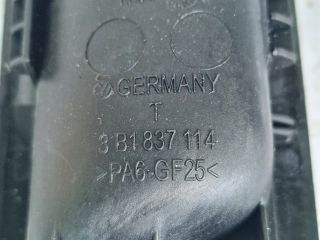 GERMANY
T
3B1 837 114
>PA6-GF25<